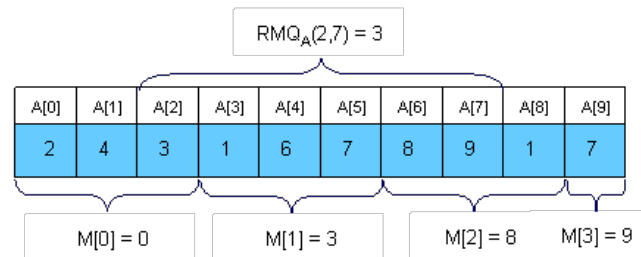 RMQA(2,7) = 3
A[0] A[1] A[2] A[3] A[4] A[5] A[6] A[7] A[8] A[9]
2 4 3 1 6 7 8 9 1 7
M[0] = 0 M[1] = 3 M[2] = 8 M[3] = 9